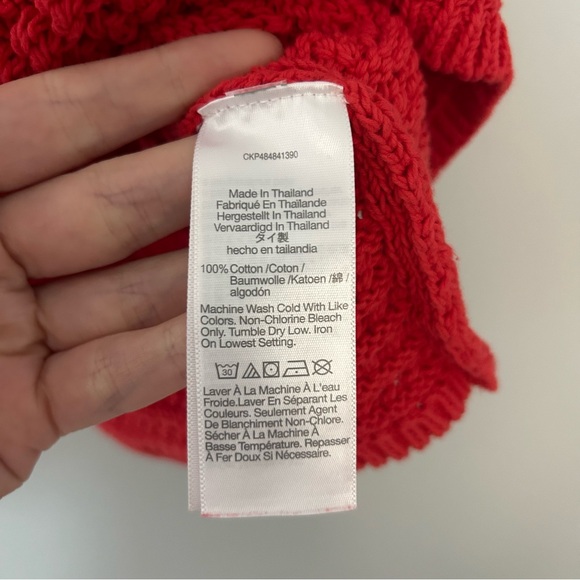 CKP484841390
Made In Thailand
Fabriqué En Thaïlande
Hergestellt In Thailand
Vervaardigd In Thailand
タイ製
hecho en tailandia
100% Cotton /Coton /
Baumwolle /Katoen /綿 /
algodón
Machine Wash Cold With Like
Colors. Non-Chlorine Bleach
Only. Tumble Dry Low. Iron
On Lowest Setting.
30
Laver À La Machine À L'eau
Froide.Laver En Séparant Les
Couleurs. Seulement Agent
De Blanchiment Non-Chlore.
Sécher À La Machine À
Basse Température. Repasser
À Fer Doux Si Nécessaire.